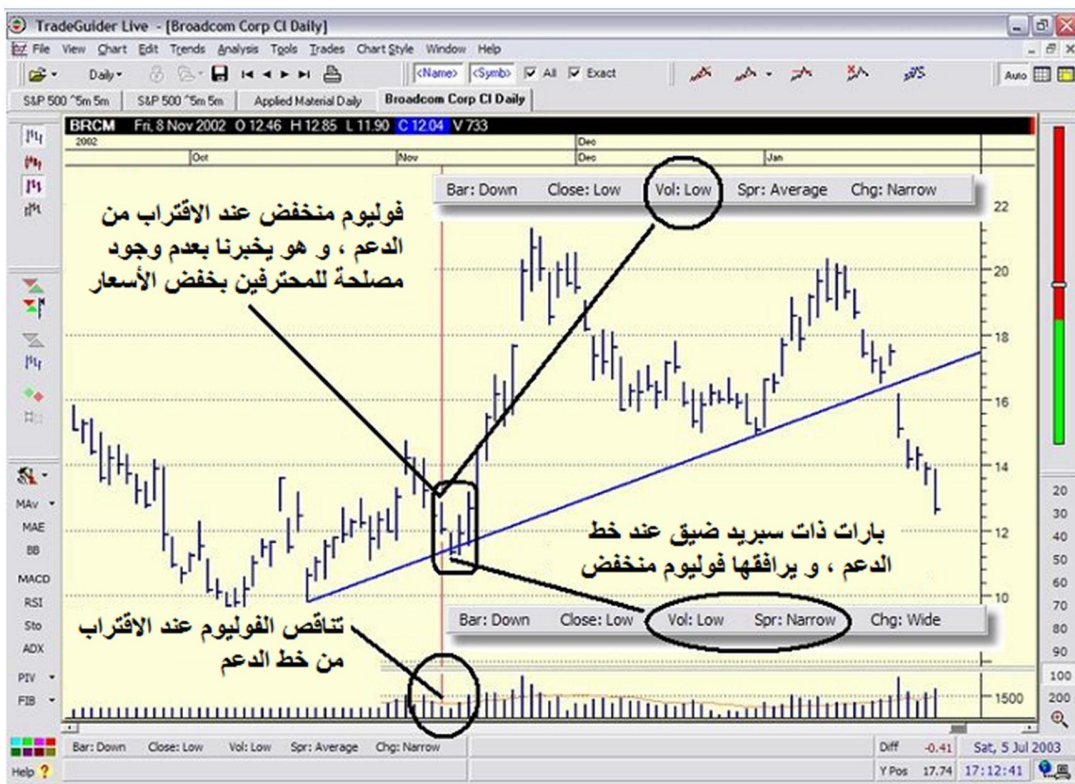 TradeGuider Live - [Broadcom Corp CI Daily]
File View Chart Edit Trends Analysis Tools Trades Chart Style Window Help
Daily <Name> <Symb> All Exact Auto
S&P 500 ^5m 5m S&P 500 ^5m 5m Applied Material Daily Broadcom Corp CI Daily
BRCM Fri, 8 Nov 2002 O 12.46 H 12.85 L 11.90 C 12.04 V 733
2002 Dec
Oct Nov Dec Jan
Bar: Down Close: Low Vol: Low Spr: Average Chg: Narrow
فوليوم منخفض عند الاقتراب من
الدعم ، و هو يخبرنا بعدم وجود
مصلحة للمحترفين بخفض الأسعار
22
20
18
16
14
12
10
بارات ذات سبريد ضيق عند خط
الدعم ، و يرافقها فوليوم منخفض
Bar: Down Close: Low Vol: Low Spr: Narrow Chg: Wide
تناقص الفوليوم عند الاقتراب
من خط الدعم
1500
MAv
MAE
BB
MACD
RSI
Sto
ADX
PIV
FIB
20
30
40
50
60
70
80
90
100
200
Bar: Down Close: Low Vol: Low Spr: Average Chg: Narrow Diff -0.41 Sat, 5 Jul 2003
Help ? Y Pos 17.74 17:12:41